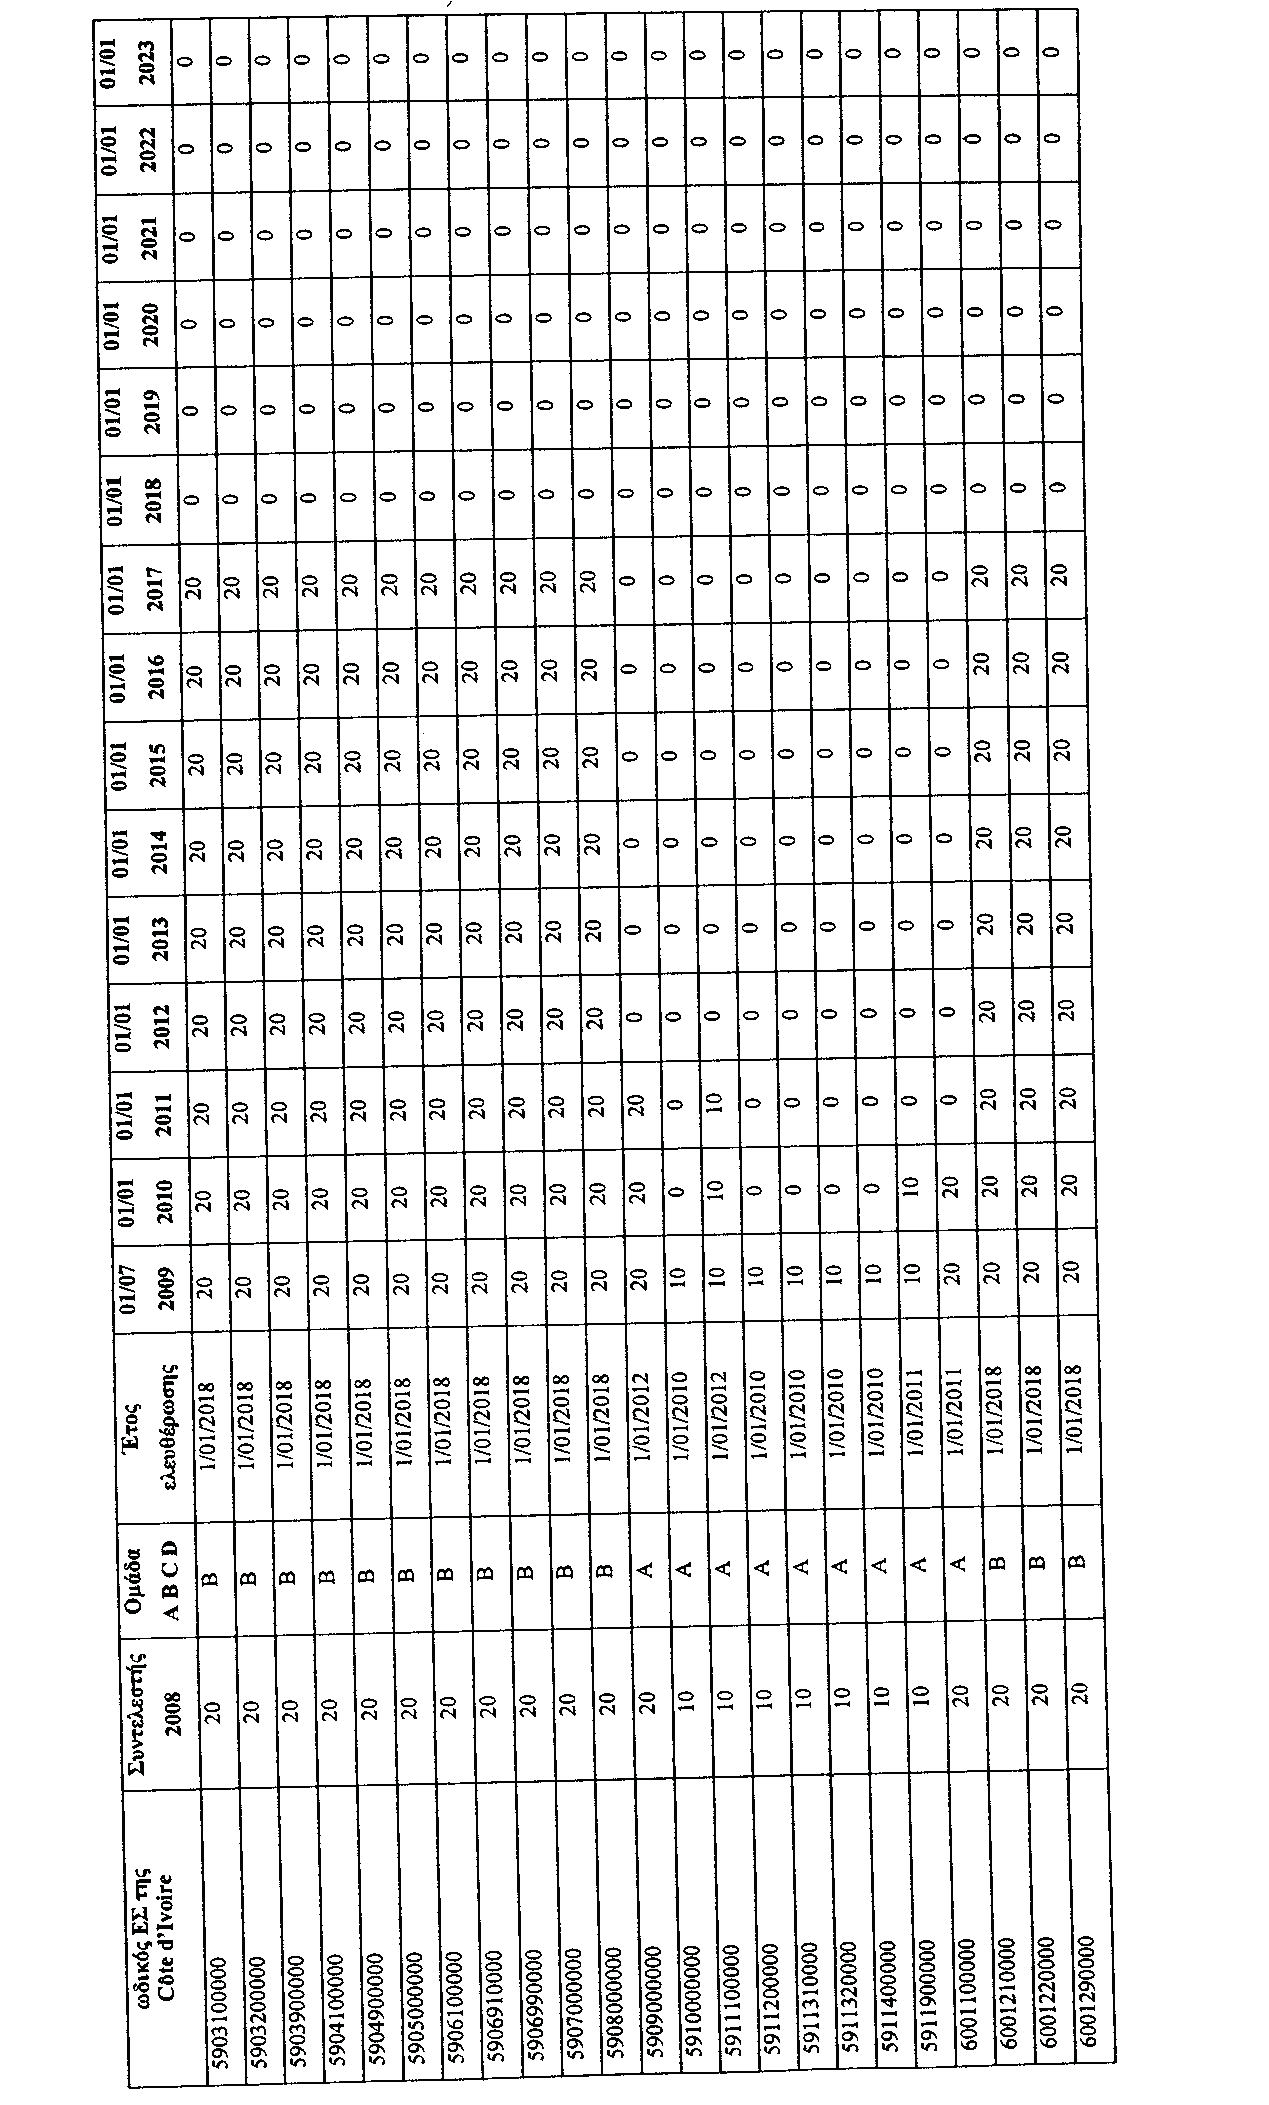 ωδικός ΕΣ της Συντελεστής Ομάδα Έτος 01/07 01/01 01/01 01/01 01/01 01/01 01/01 01/01 01/01 01/01 01/01 01/01 01/01 01/01 01/01
Côte d'Ivoire 2008 A B C D ελευθέρωσης 2009 2010 2011 2012 2013 2014 2015 2016 2017 2018 2019 2020 2021 2022 2023
5903100000 20 B 1/01/2018 20 20 20 20 20 20 20 20 20 0 0 0 0 0 0
5903200000 20 B 1/01/2018 20 20 20 20 20 20 20 20 20 0 0 0 0 0 0
5903900000 20 B 1/01/2018 20 20 20 20 20 20 20 20 20 0 0 0 0 0 0
5904100000 20 B 1/01/2018 20 20 20 20 20 20 20 20 20 0 0 0 0 0 0
5904900000 20 B 1/01/2018 20 20 20 20 20 20 20 20 20 0 0 0 0 0 0
5905000000 20 B 1/01/2018 20 20 20 20 20 20 20 20 20 0 0 0 0 0 0
5906100000 20 B 1/01/2018 20 20 20 20 20 20 20 20 20 0 0 0 0 0 0
5906910000 20 B 1/01/2018 20 20 20 20 20 20 20 20 20 0 0 0 0 0 0
5906990000 20 B 1/01/2018 20 20 20 20 20 20 20 20 20 0 0 0 0 0 0
5907000000 20 B 1/01/2018 20 20 20 20 20 20 20 20 20 0 0 0 0 0 0
5908000000 20 B 1/01/2018 20 20 20 20 20 20 20 20 20 0 0 0 0 0 0
5909000000 20 A 1/01/2012 20 20 20 0 0 0 0 0 0 0 0 0 0 0 0
5910000000 10 A 1/01/2010 10 0 0 0 0 0 0 0 0 0 0 0 0 0 0
5911100000 10 A 1/01/2012 10 10 10 0 0 0 0 0 0 0 0 0 0 0 0
5911200000 10 A 1/01/2010 10 0 0 0 0 0 0 0 0 0 0 0 0 0 0
5911310000 10 A 1/01/2010 10 0 0 0 0 0 0 0 0 0 0 0 0 0 0
5911320000 10 A 1/01/2010 10 0 0 0 0 0 0 0 0 0 0 0 0 0 0
5911400000 10 A 1/01/2010 10 0 0 0 0 0 0 0 0 0 0 0 0 0 0
5911900000 10 A 1/01/2011 10 10 0 0 0 0 0 0 0 0 0 0 0 0 0
6001100000 20 A 1/01/2011 20 20 0 0 0 0 0 0 0 0 0 0 0 0 0
6001210000 20 B 1/01/2018 20 20 20 20 20 20 20 20 20 0 0 0 0 0 0
6001220000 20 B 1/01/2018 20 20 20 20 20 20 20 20 20 0 0 0 0 0 0
6001290000 20 B 1/01/2018 20 20 20 20 20 20 20 20 20 0 0 0 0 0 0